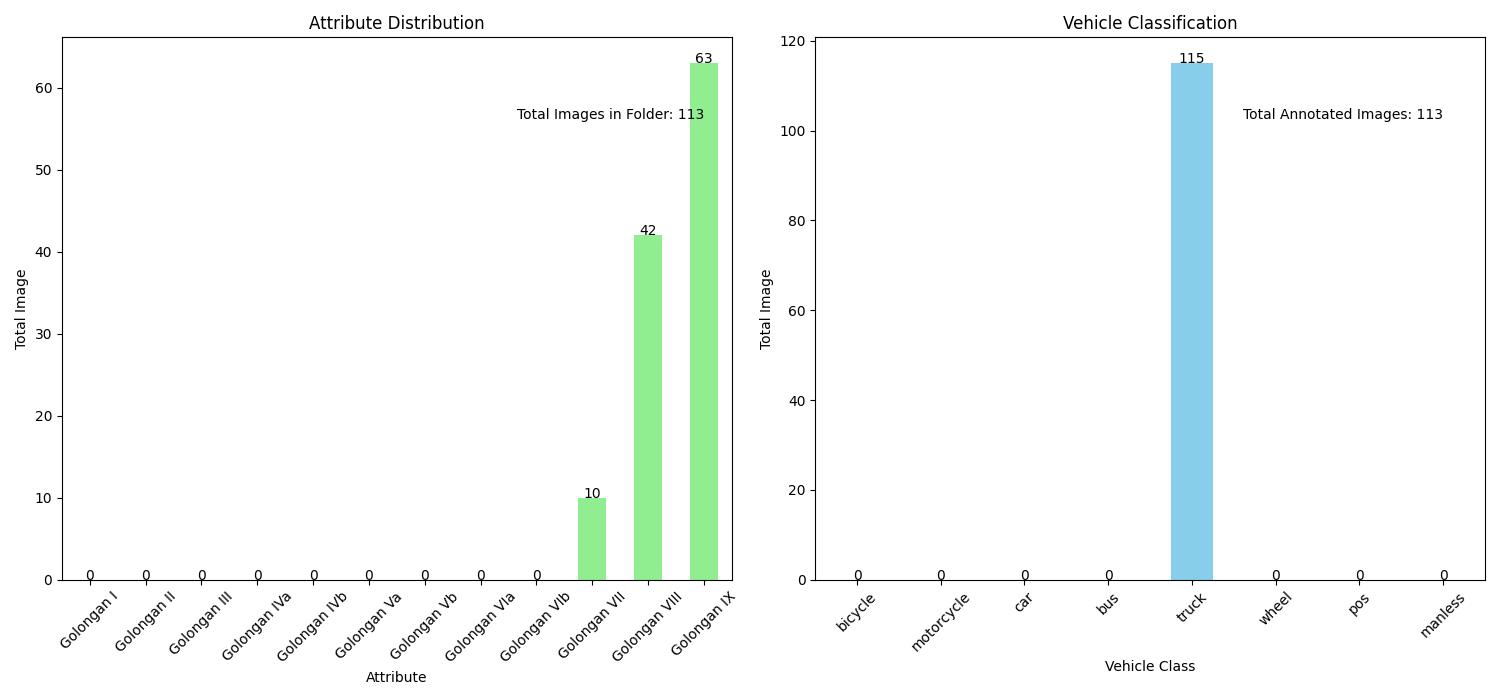 Attribute Distribution
Total Image
60
50
40
30
20
10
0
63
Total Images in Folder: 113
42
10
0 0 0 0 0 0 0 0 0
Golongan I
Golongan II
Golongan III
Golongan IVa
Golongan IVb
Golongan Va
Golongan Vb
Golongan VIa
Golongan VIb
Golongan VII
Golongan VIII
Golongan IX
Attribute
Vehicle Classification
Total Image
120
100
80
60
40
20
0
115
Total Annotated Images: 113
0 0 0 0 0 0 0
bicycle
motorcycle
car
bus
truck
wheel
pos
manless
Vehicle Class